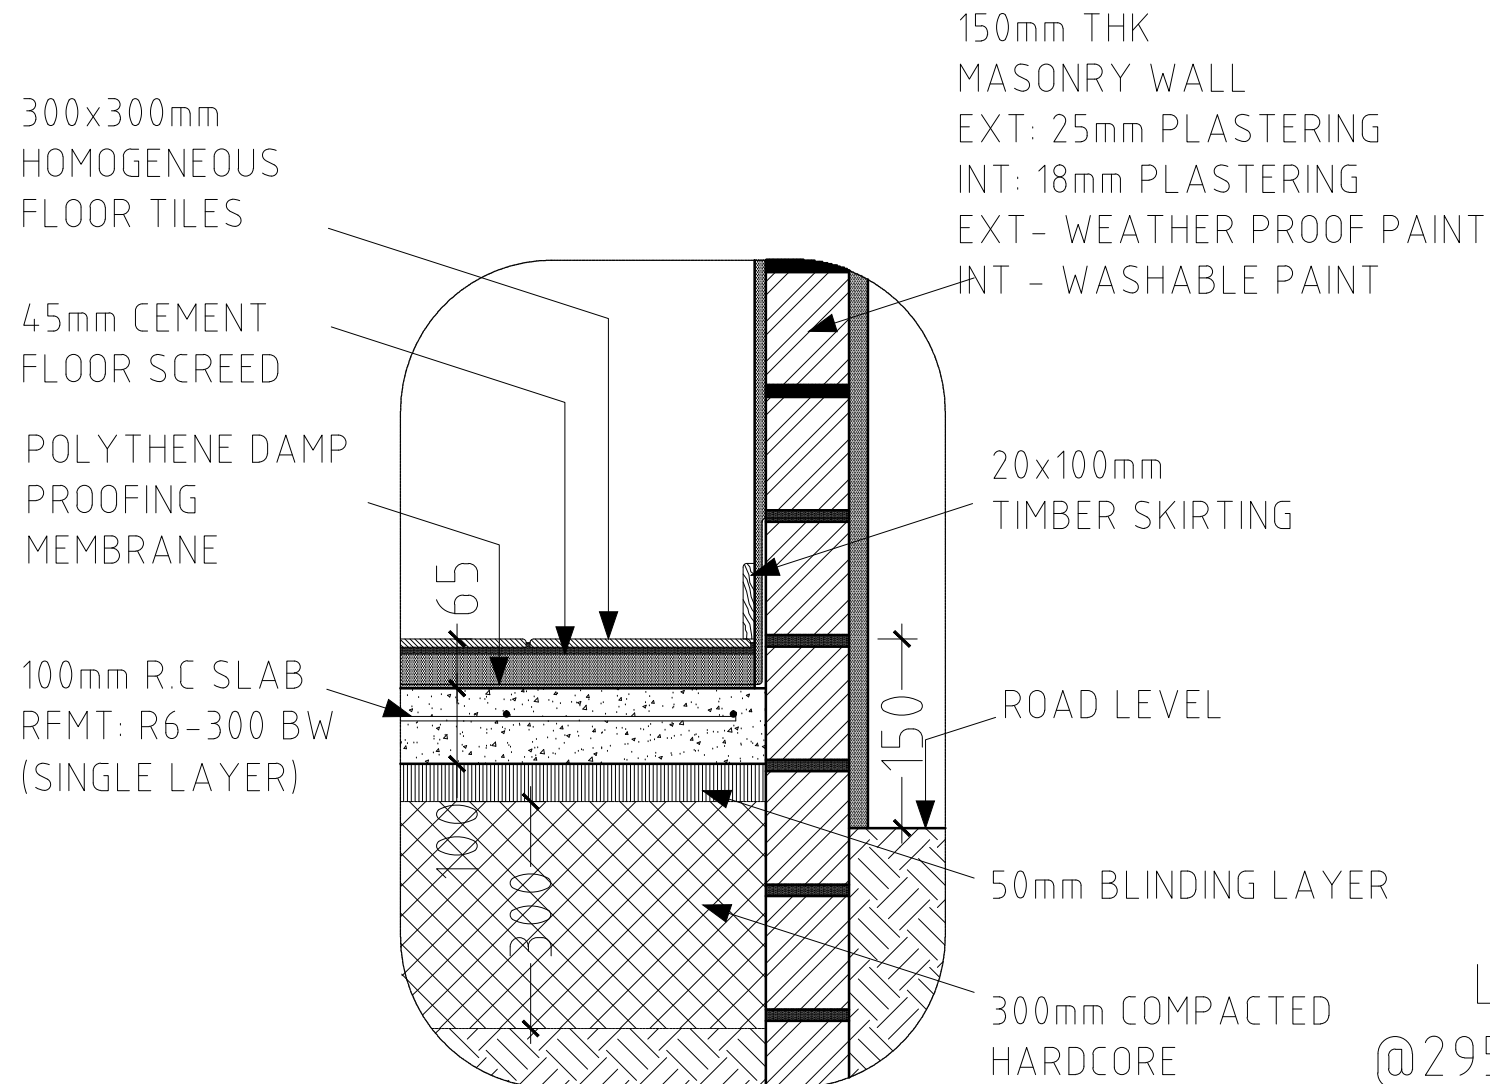 150mm THK
MASONRY WALL
EXT: 25mm PLASTERING
INT: 18mm PLASTERING
EXT- WEATHER PROOF PAINT
INT - WASHABLE PAINT
300x300mm
HOMOGENEOUS
FLOOR TILES
45mm CEMENT
FLOOR SCREED
POLYTHENE DAMP
PROOFING
MEMBRANE
20x100mm
TIMBER SKIRTING
65
100mm R.C SLAB
RFMT: R6-300 BW
(SINGLE LAYER)
150
ROAD LEVEL
100
300
50mm BLINDING LAYER
300mm COMPACTED
HARDCORE
L
@295